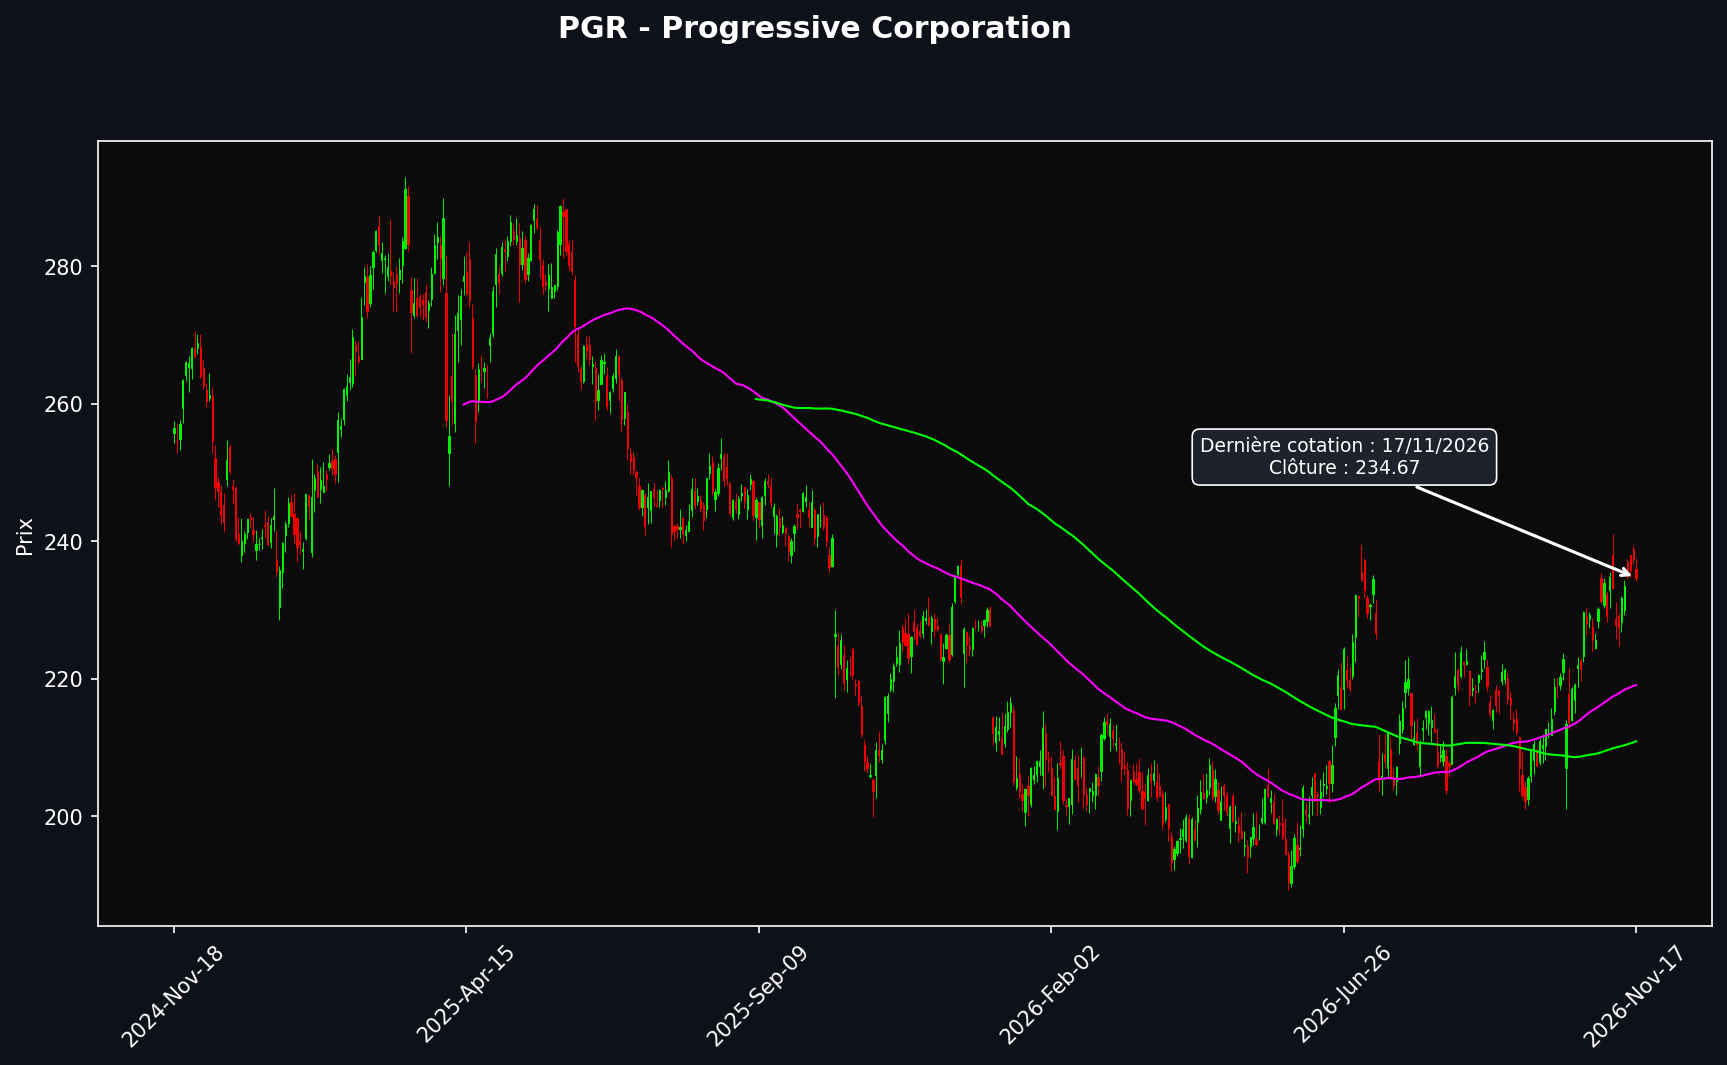 PGR - Progressive Corporation
Prix
280
260
240
220
200
Dernière cotation : 17/11/2026
Clôture : 234.67
2024-Nov-18
2025-Apr-15
2025-Sep-09
2026-Feb-02
2026-Jun-26
2026-Nov-17